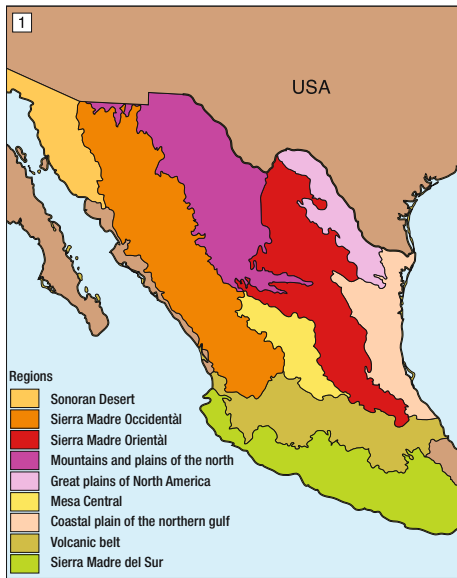 1
USA
Regions
Sonoran Desert
Sierra Madre Occidentàl
Sierra Madre Orientàl
Mountains and plains of the north
Great plains of North America
Mesa Central
Coastal plain of the northern gulf
Volcanic belt
Sierra Madre del Sur